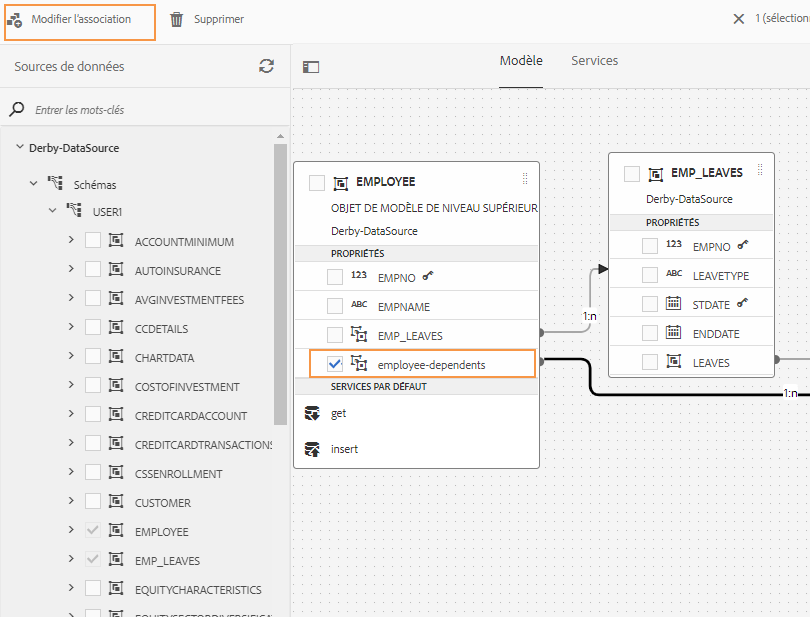 Modifier l'association
Supprimer
1 (sélection
Sources de données
Modèle
Services
Entrer les mots-clés
Derby-DataSource
Schémas
USER1
ACCOUNTMINIMUM
AUTOINSURANCE
AVGINVESTMENTFEES
CCDETAILS
CHARTDATA
COSTOFINVESTMENT
CREDITCARDACCOUNT
CREDITCARDTRANSACTIONS
CSSENROLLMENT
CUSTOMER
EMPLOYEE
EMP_LEAVES
EQUITYCHARACTERISTICS
EMPLOYEE
OBJET DE MODÈLE DE NIVEAU SUPÉRIEUR
Derby-DataSource
PROPRIÉTÉS
123 EMPNO
ABC EMPNAME
EMP_LEAVES
employee-dependents
SERVICES PAR DÉFAUT
get
insert
1:n
EMP_LEAVES
Derby-DataSource
PROPRIÉTÉS
123 EMPNO
ABC LEAVETYPE
STDATE
ENDDATE
LEAVES
1:n